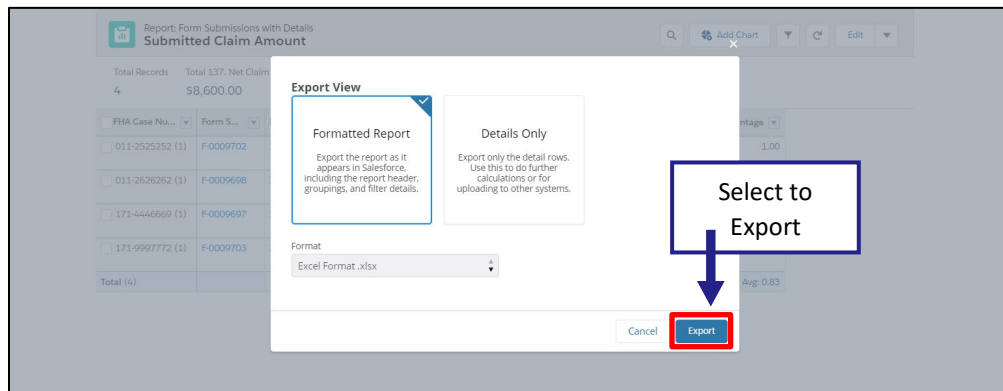 Report: Form Submissions with Details
Submitted Claim Amount
Add Chart
Edit
Total Records Total 137. Net Claim
4 $8,600.00
FHA Case Nu... Form S... ntage
011-2525252 (1) F-0009702 1.00
011-2626262 (1) F-0009698
171-4446669 (1) F-0009697
171-9997772 (1) F-0009703
Total (4) Avg: 0.83
Export View
Formatted Report
Export the report as it
appears in Salesforce,
including the report header,
groupings, and filter details.
Details Only
Export only the detail rows.
Use this to do further
calculations or for
uploading to other systems.
Format
Excel Format .xlsx
Cancel
Export
Select to
Export